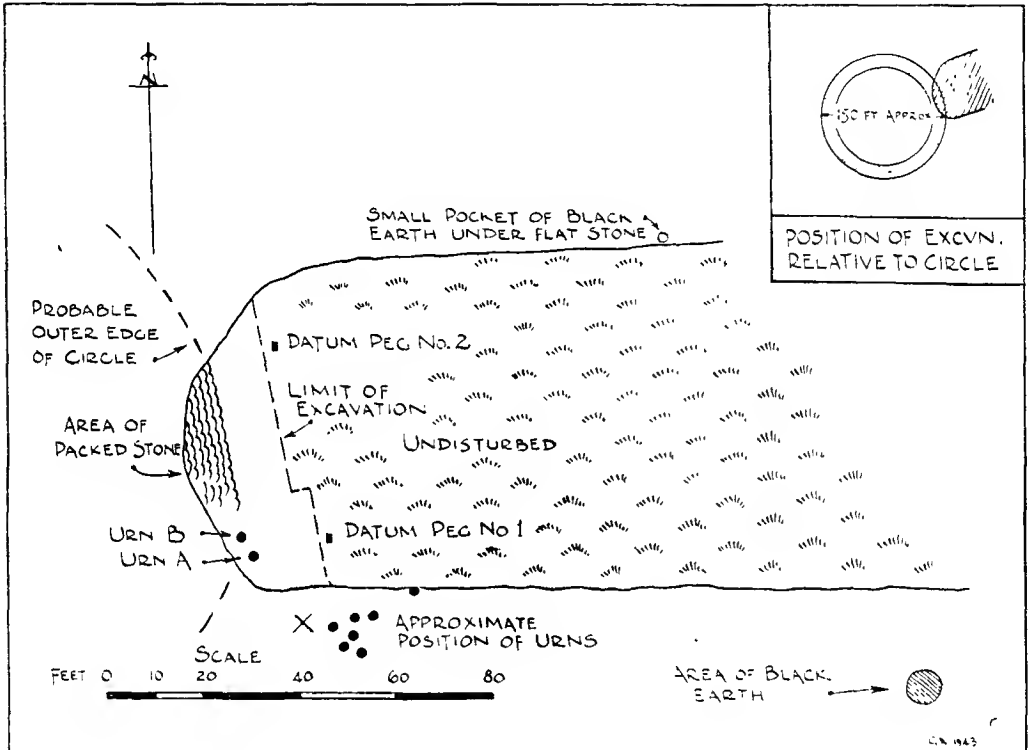 N
150 FT. APPROX
POSITION OF EXCVN.
RELATIVE TO CIRCLE
SMALL POCKET OF BLACK
EARTH UNDER FLAT STONE
PROBABLE
OUTER EDGE
OF CIRCLE
DATUM PEG No. 2
LIMIT OF
EXCAVATION
AREA OF
PACKED STONE
UNDISTURBED
URN B
URN A
DATUM PEG No 1
X
APPROXIMATE
POSITION OF URNS
SCALE
FEET 0 10 20 40 60 80
AREA OF BLACK
EARTH
1943